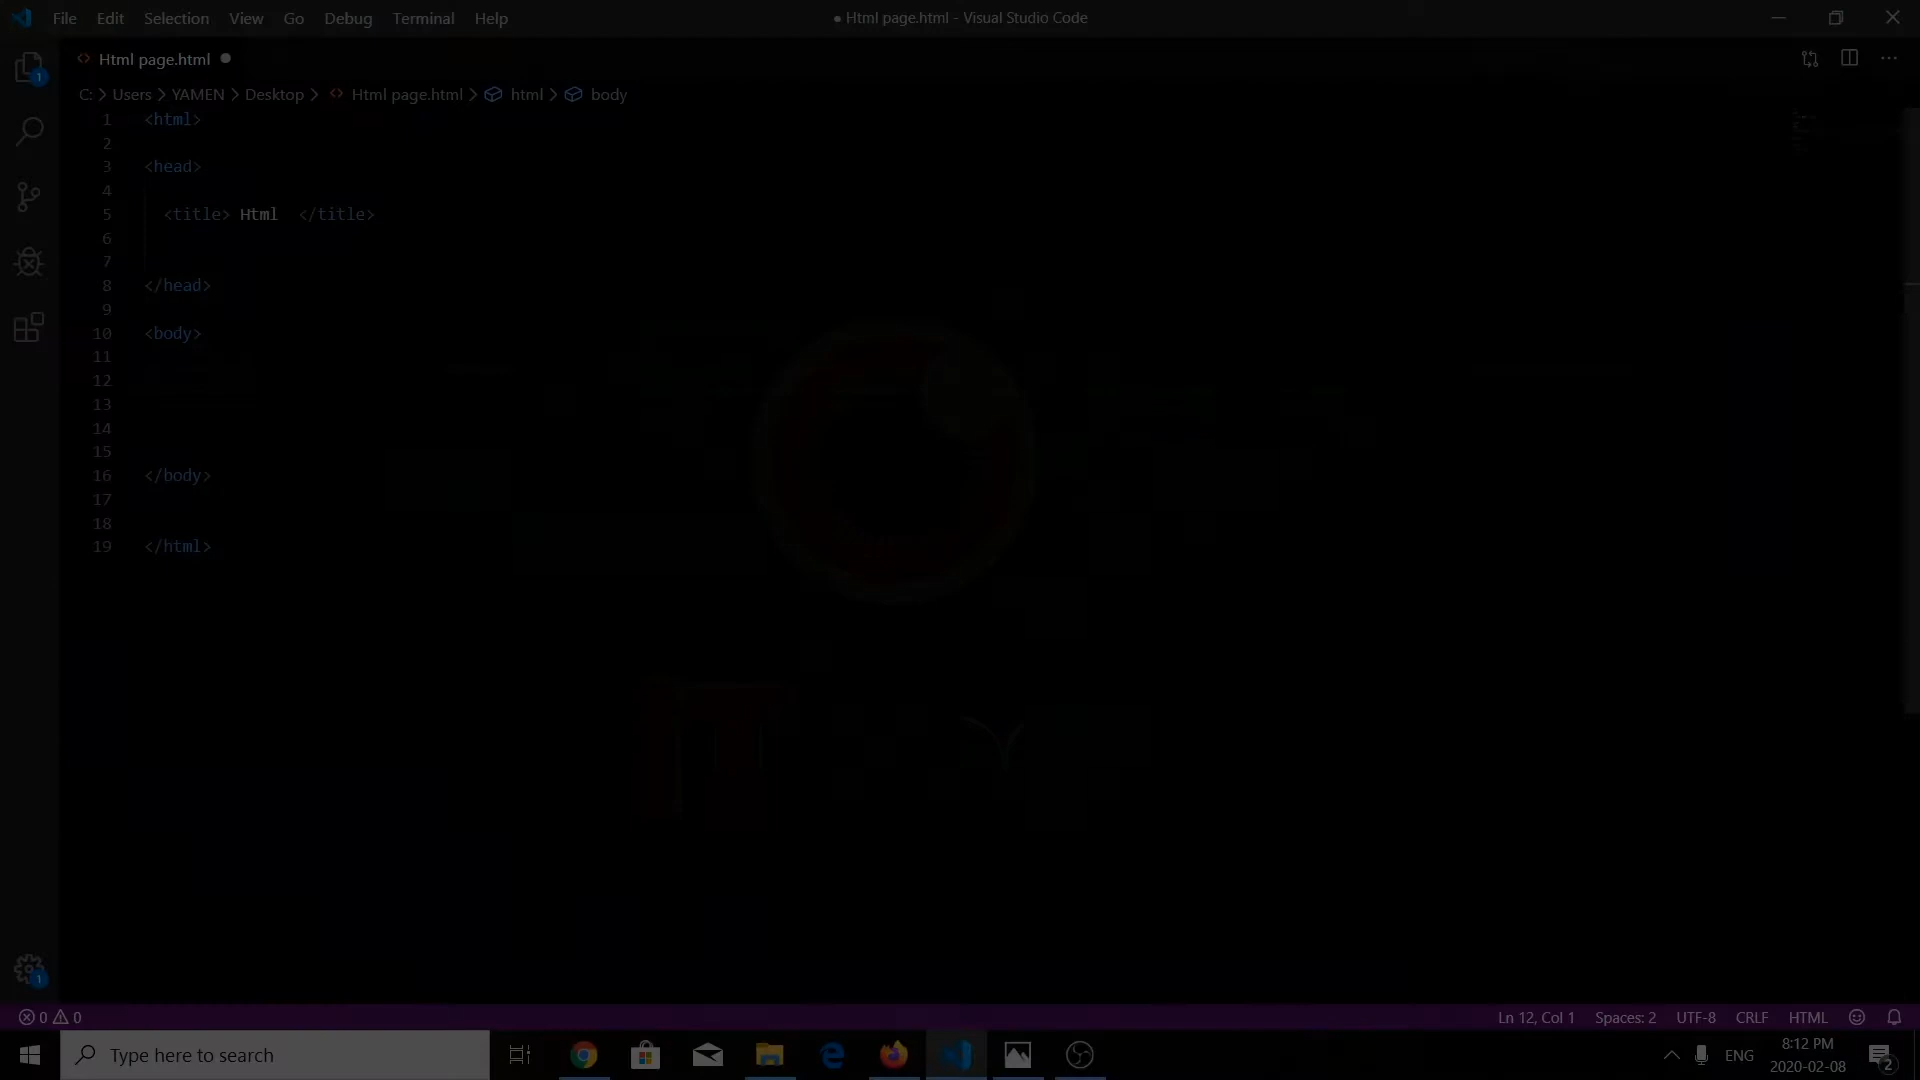 File Edit Selection View Go Debug Terminal Help
● Html page.html - Visual Studio Code
Html page.html ●
1
C: > Users > YAMEN > Desktop > Html page.html > html > body
1 <html>
2
3 <head>
4
5 <title> Html </title>
6
7
8 </head>
9
10 <body>
11
12
13
14
15
16 </body>
17
18
19 </html>
1
0 0
Ln 12, Col 1 Spaces: 2 UTF-8 CRLF HTML
Type here to search
ENG
8:12 PM
2020-02-08
2